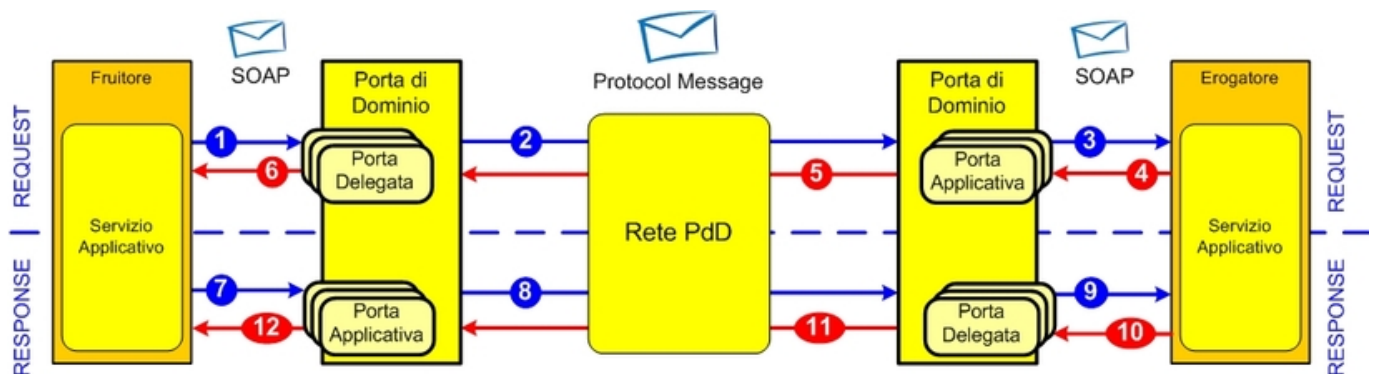 SOAP
Protocol Message
SOAP
Fruitore
Porta di
Dominio
Porta di
Dominio
Erogatore
REQUEST
1
2
3
6
5
4
Porta
Delegata
Porta
Applicativa
REQUEST
Servizio
Applicativo
Rete PdD
Servizio
Applicativo
RESPONSE
7
8
9
12
11
10
Porta
Applicativa
Porta
Delegata
RESPONSE